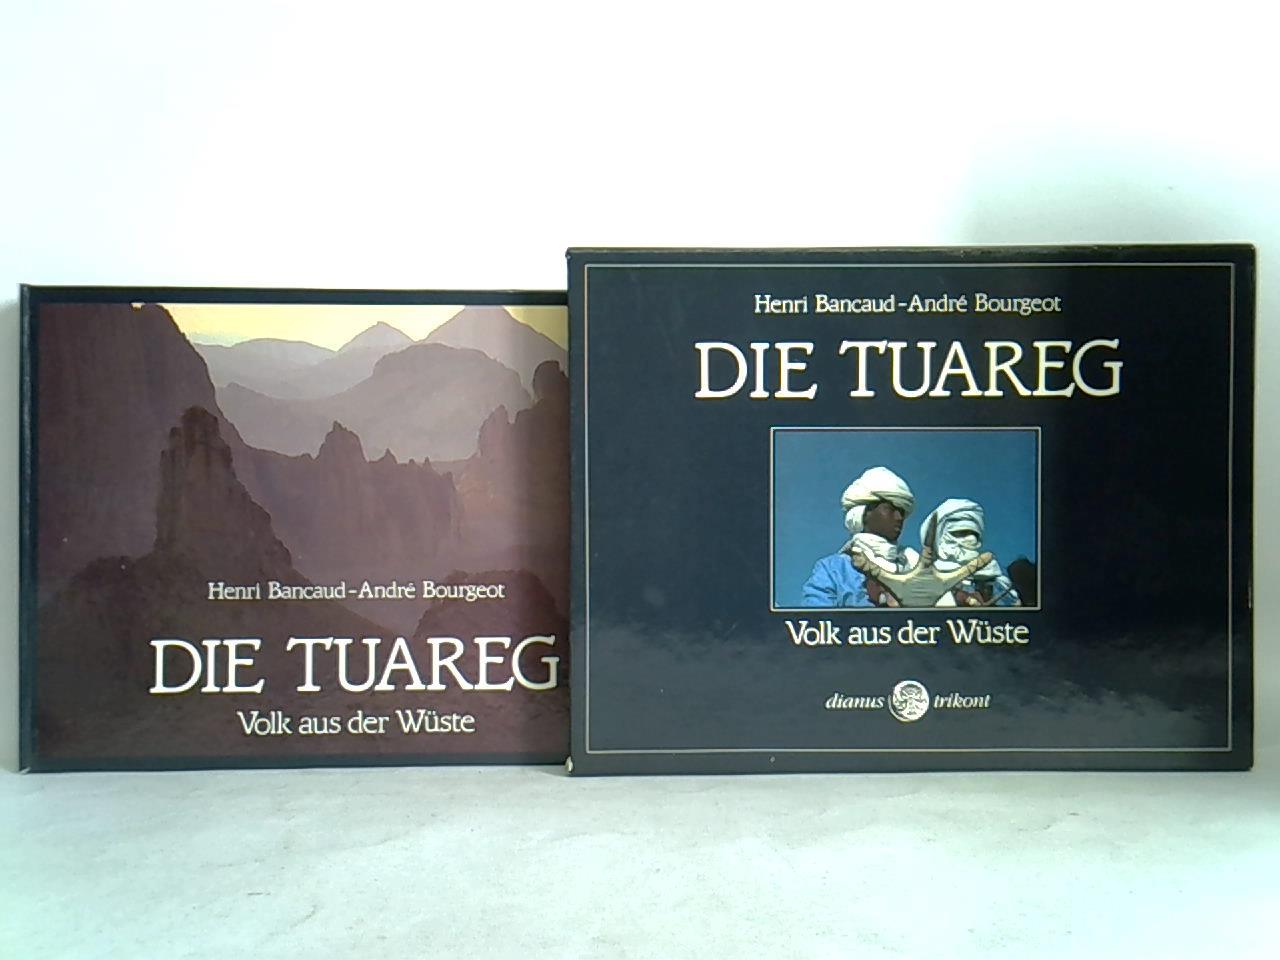 Henri Bancaud-André Bourgeot
DIE TUAREG
Volk aus der Wüste
Henri Bancaud-André Bourgeot
DIE TUAREG
Volk aus der Wüste
dianus trikont